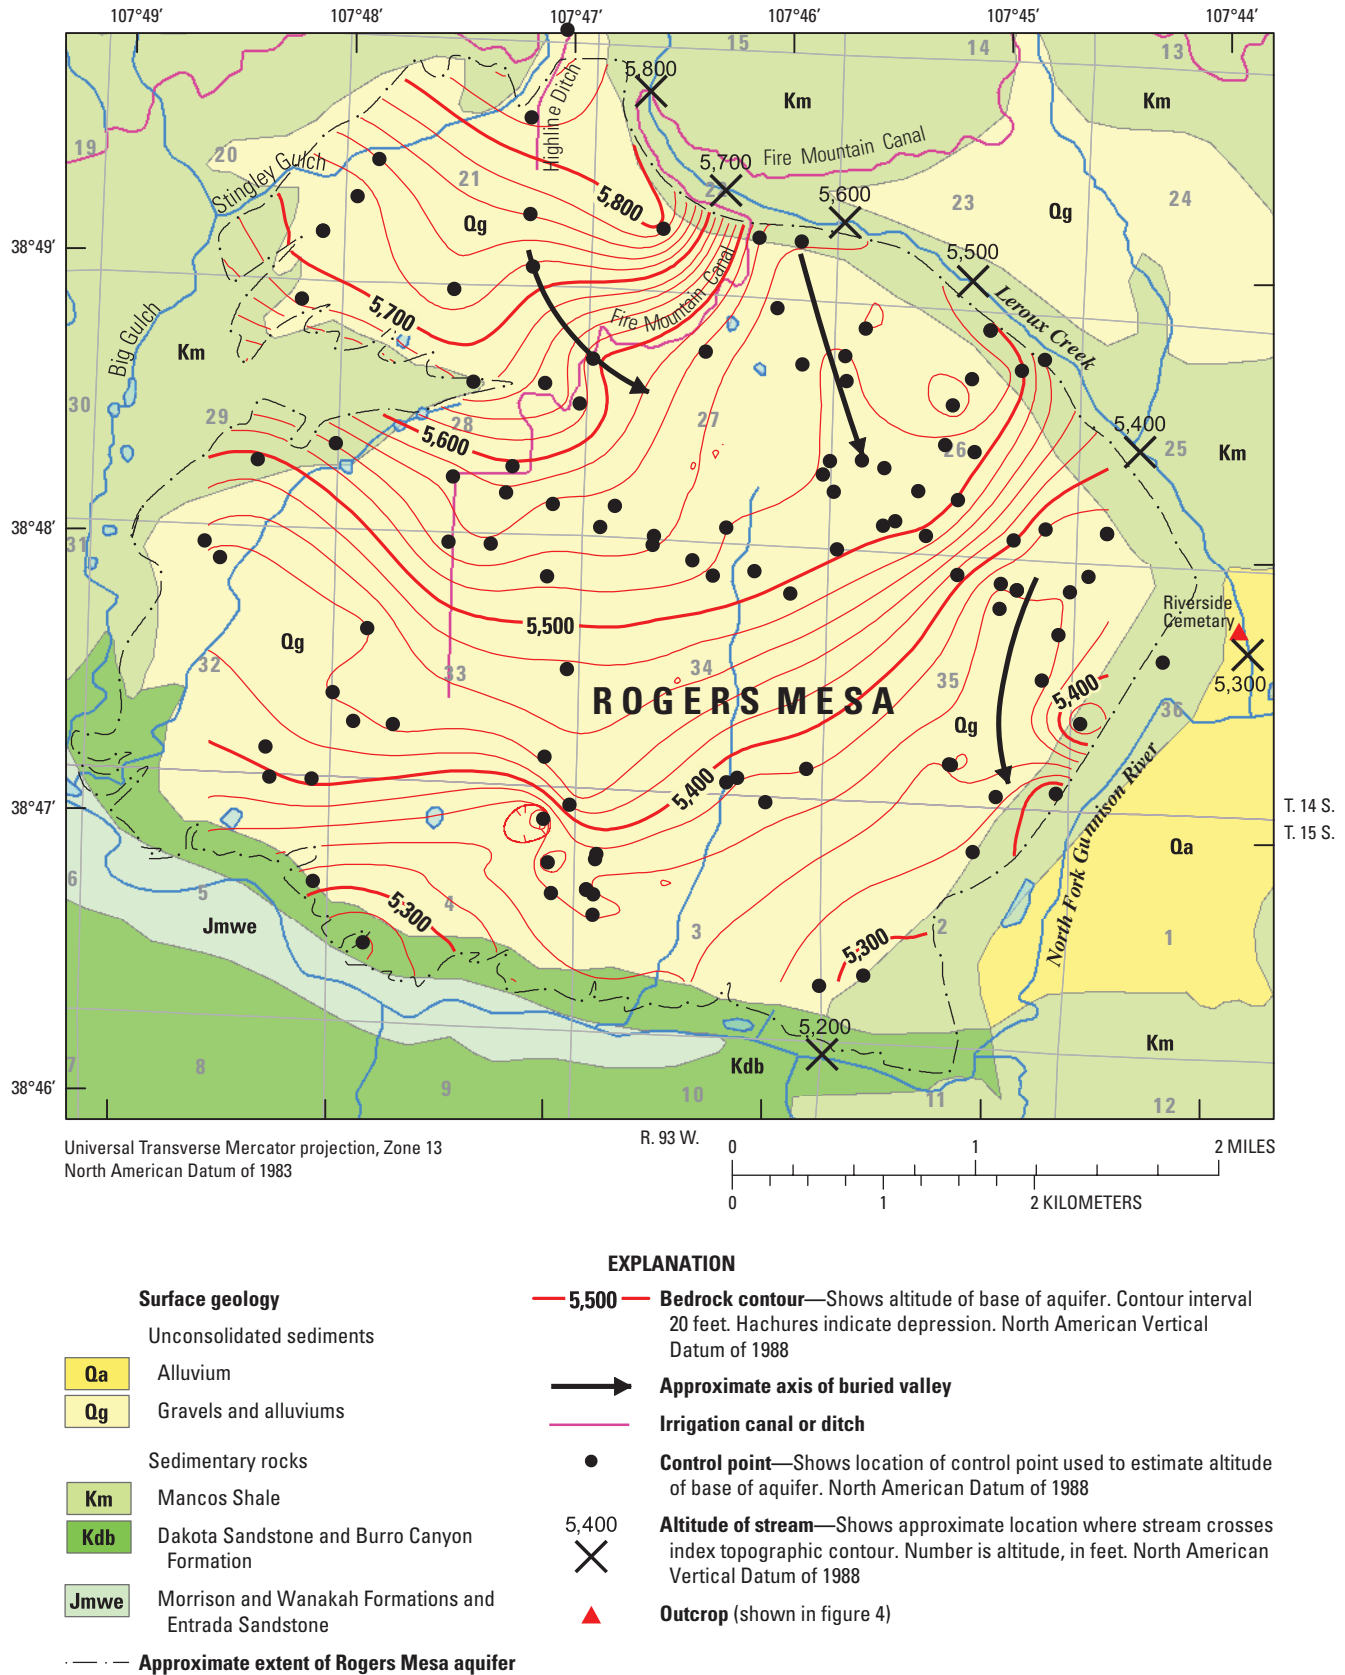 107°49′ 107°48′ 107°47′ 107°46′ 107°45′ 107°44′
15 14 13
5,800
Km Km
Highline Ditch
19 20
Fire Mountain Canal
Stingley Gulch
5,700
21 23 24
5,600
5,800
Qg Qg
38°49′
5,500
Fire Mountain Canal
Leroux Creek
5,700
Big Gulch
Km
30 29 28 27 26 25
5,400
5,600
Km
38°48′
31
Riverside
Cemetary
5,500
Qg
32 33 34 35 36
5,300
ROGERS MESA
5,400
Qg
5,400
North Fork Gunnison River
38°47′
T. 14 S.
T. 15 S.
Qa
6 5 4 3 2 1
5,300
Jmwe
5,300
5,200
Km
Kdb
7 8 9 10 11 12
38°46′
Universal Transverse Mercator projection, Zone 13
North American Datum of 1983
R. 93 W.
0 1 2 MILES
0 1 2 KILOMETERS
EXPLANATION
Surface geology
Unconsolidated sediments
Qa Alluvium
Qg Gravels and alluviums
Sedimentary rocks
Km Mancos Shale
Kdb Dakota Sandstone and Burro Canyon
Formation
Jmwe Morrison and Wanakah Formations and
Entrada Sandstone
Approximate extent of Rogers Mesa aquifer
5,500 Bedrock contour—Shows altitude of base of aquifer. Contour interval
20 feet. Hachures indicate depression. North American Vertical
Datum of 1988
Approximate axis of buried valley
Irrigation canal or ditch
Control point—Shows location of control point used to estimate altitude
of base of aquifer. North American Datum of 1988
5,400 Altitude of stream—Shows approximate location where stream crosses
index topographic contour. Number is altitude, in feet. North American
Vertical Datum of 1988
Outcrop (shown in figure 4)